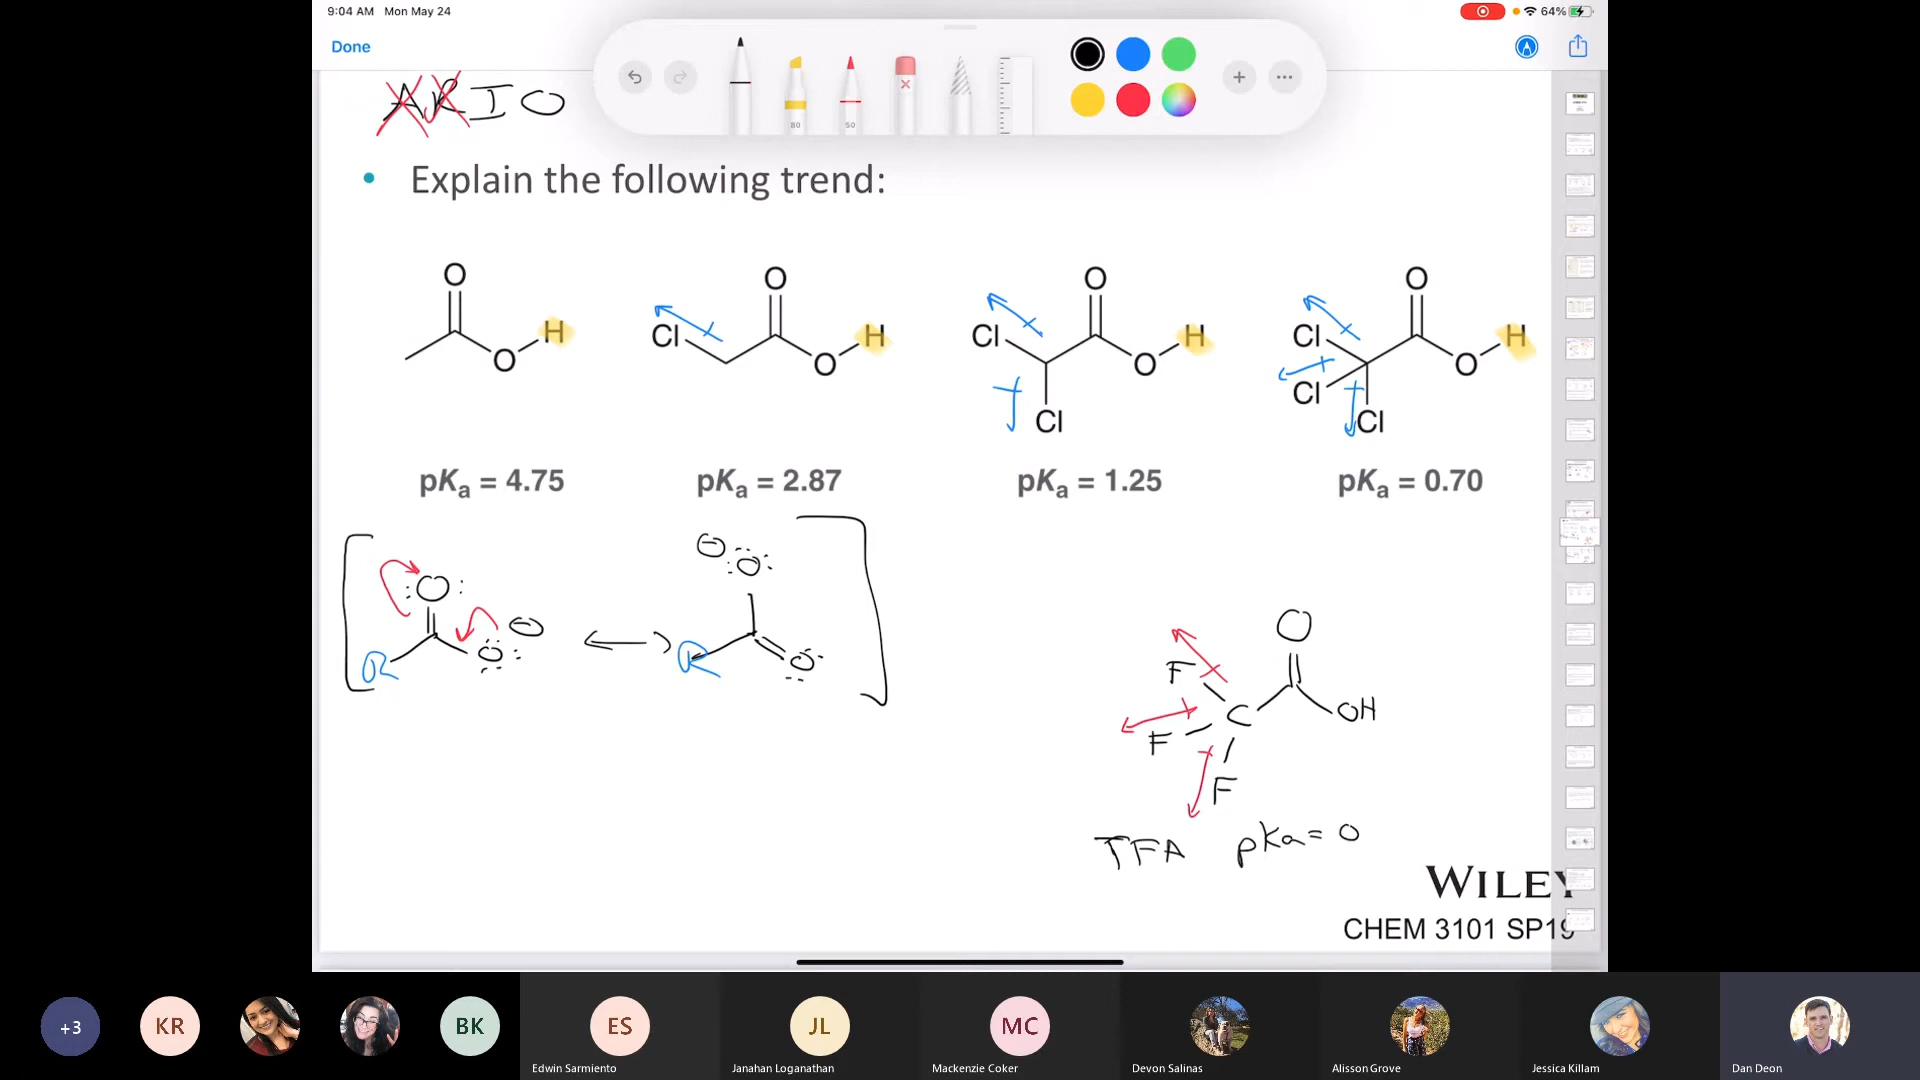 9:04 AM Mon May 24
64%
Done
80
50
ARIO
• Explain the following trend:
O O O O
H Cl H Cl H Cl H
O O O Cl O
Cl Cl
pKa = 4.75 pKa = 2.87 pKa = 1.25 pKa = 0.70
⊖ :O:
:O: ⊖ O
R O: R O F C OH
F
F
TFA pKa = 0
WILEY
CHEM 3101 SP19
+3 KR BK ES JL MC
Edwin Sarmiento Janahan Loganathan Mackenzie Coker Devon Salinas Alisson Grove Jessica Killam Dan Deon